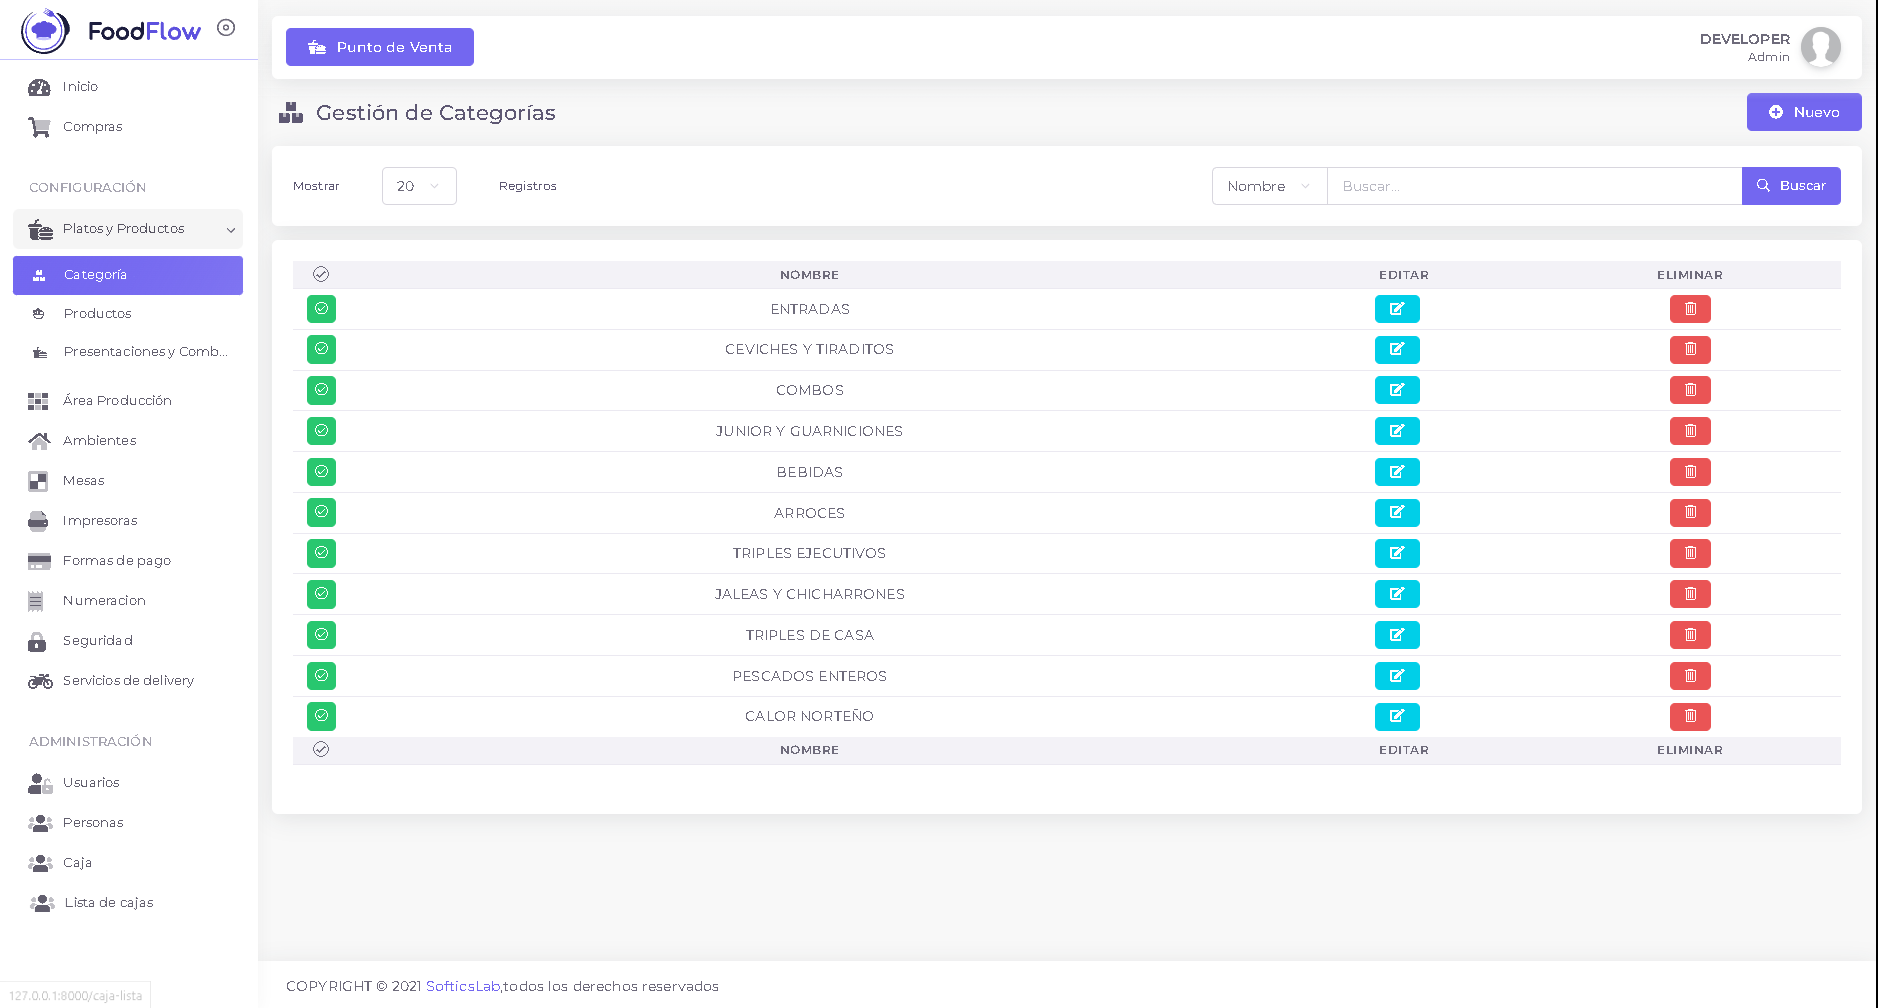 FoodFlow
Punto de Venta
DEVELOPER
Admin
Inicio
Compras
Gestión de Categorías
Nuevo
CONFIGURACIÓN
Mostrar 20 Registros
Nombre Buscar... Buscar
Platos y Productos
Categoría
Productos
Presentaciones y Comb...
Área Producción
Ambientes
Mesas
Impresoras
Formas de pago
Numeracion
Seguridad
Servicios de delivery
ADMINISTRACIÓN
Usuarios
Personas
Caja
Lista de cajas
NOMBRE EDITAR ELIMINAR
ENTRADAS
CEVICHES Y TIRADITOS
COMBOS
JUNIOR Y GUARNICIONES
BEBIDAS
ARROCES
TRIPLES EJECUTIVOS
JALEAS Y CHICHARRONES
TRIPLES DE CASA
PESCADOS ENTEROS
CALOR NORTEÑO
NOMBRE EDITAR ELIMINAR
COPYRIGHT © 2021 SofticsLab,todos los derechos reservados
127.0.0.1:8000/caja-lista